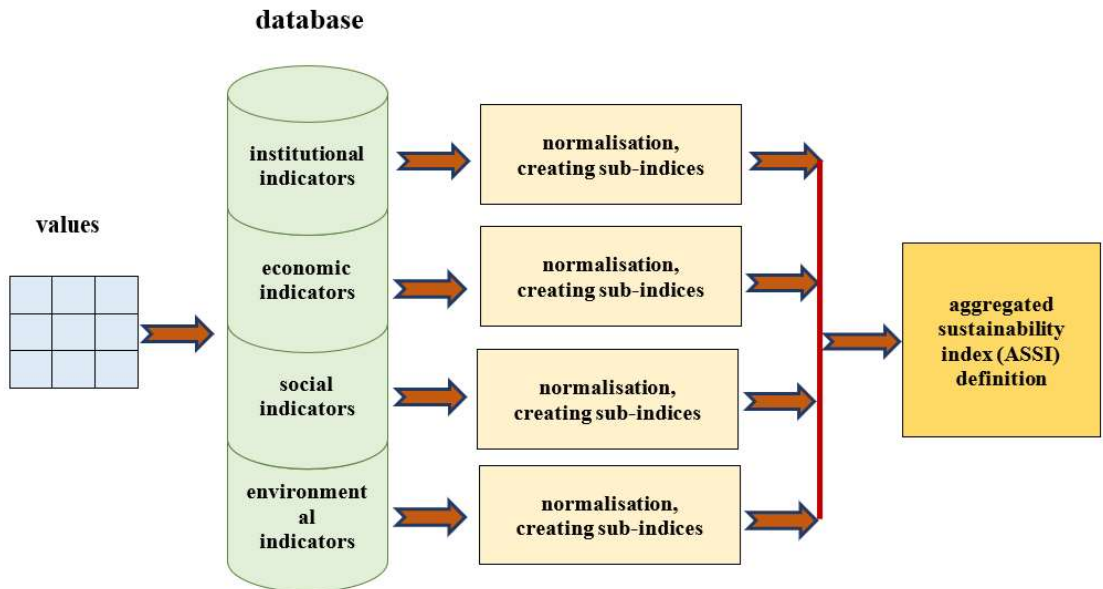 database
values
institutional
indicators
normalisation,
creating sub-indices
economic
indicators
normalisation,
creating sub-indices
social
indicators
normalisation,
creating sub-indices
environment
al
indicators
normalisation,
creating sub-indices
aggregated
sustainability
index (ASSI)
definition